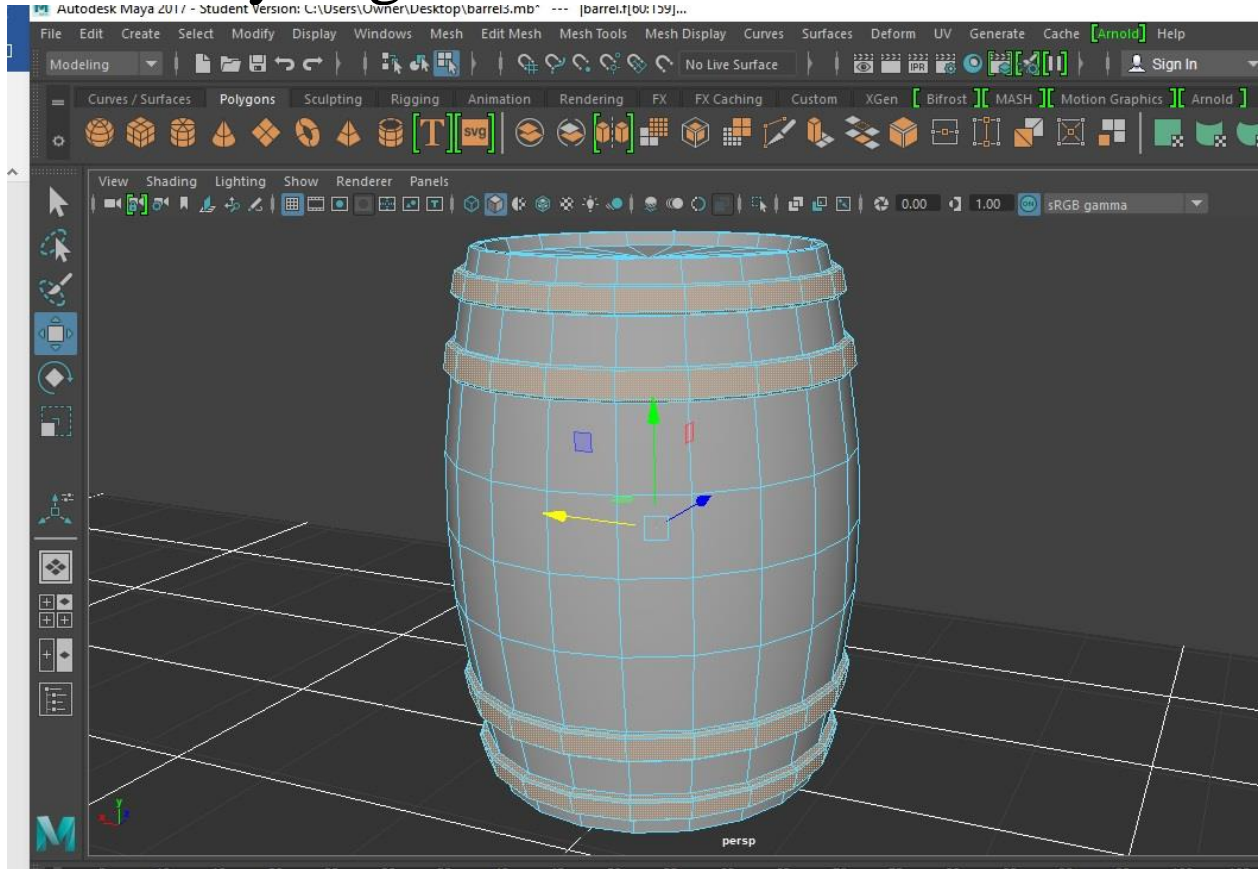 Autodesk Maya 2017 - Student Version: C:\Users\Owner\Desktop\barrel3.mb* --- |barrel.f[60:159]...
File Edit Create Select Modify Display Windows Mesh Edit Mesh Mesh Tools Mesh Display Curves Surfaces Deform UV Generate Cache [Arnold] Help
Modeling No Live Surface IPR Sign In
Curves / Surfaces Polygons Sculpting Rigging Animation Rendering FX FX Caching Custom XGen [ Bifrost ][ MASH ][ Motion Graphics ][ Arnold ]
T svg
View Shading Lighting Show Renderer Panels
0.00 1.00 ON sRGB gamma
y
x z
M
persp